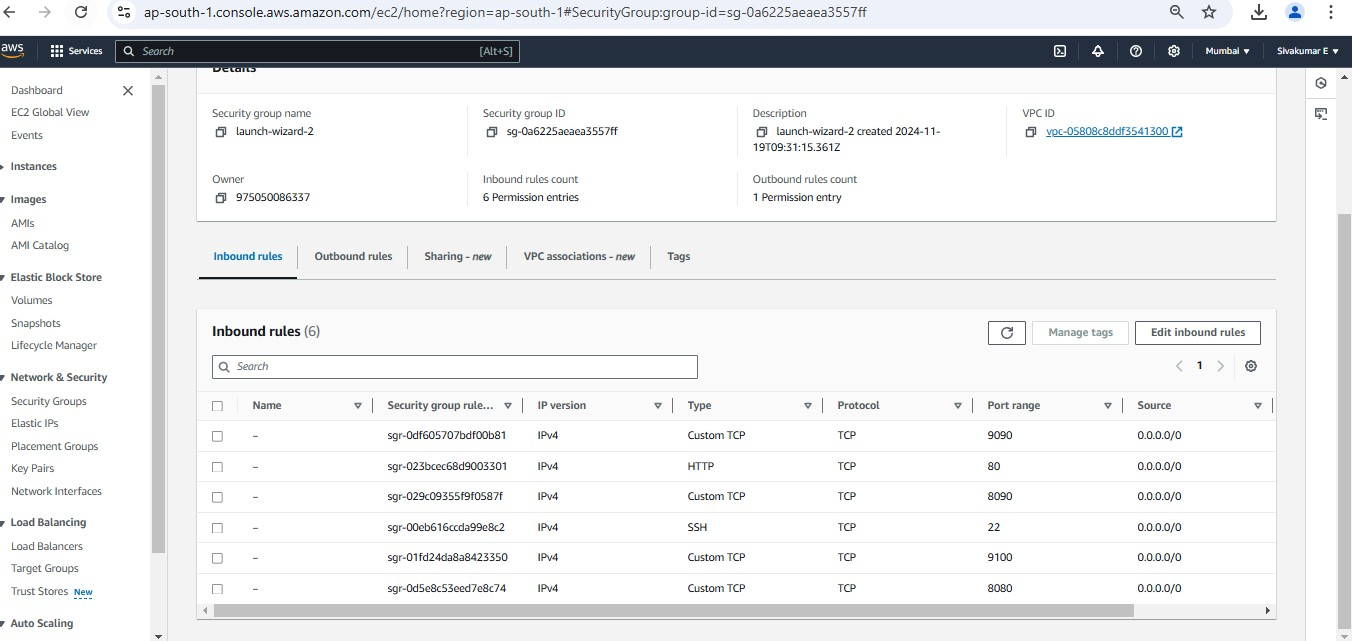 ap-south-1.console.aws.amazon.com/ec2/home?region=ap-south-1#SecurityGroup:group-id=sg-0a6225aeaea3557ff
aws
Services
Search
[Alt+S]
Mumbai
Sivakumar E
Dashboard
EC2 Global View
Events
Instances
Images
AMIs
AMI Catalog
Elastic Block Store
Volumes
Snapshots
Lifecycle Manager
Network & Security
Security Groups
Elastic IPs
Placement Groups
Key Pairs
Network Interfaces
Load Balancing
Load Balancers
Target Groups
Trust Stores New
Auto Scaling
Details
Security group name
launch-wizard-2
Security group ID
sg-0a6225aeaea3557ff
Description
launch-wizard-2 created 2024-11-
19T09:31:15.361Z
VPC ID
vpc-05808c8ddf3541300
Owner
975050086337
Inbound rules count
6 Permission entries
Outbound rules count
1 Permission entry
Inbound rules
Outbound rules
Sharing - new
VPC associations - new
Tags
Inbound rules (6)
Manage tags
Edit inbound rules
Search
1
Name Security group rule... IP version Type Protocol Port range Source
– sgr-0df605707bdf00b81 IPv4 Custom TCP TCP 9090 0.0.0.0/0
– sgr-023bcec68d9003301 IPv4 HTTP TCP 80 0.0.0.0/0
– sgr-029c09355f9f0587f IPv4 Custom TCP TCP 8090 0.0.0.0/0
– sgr-00eb616ccda99e8c2 IPv4 SSH TCP 22 0.0.0.0/0
– sgr-01fd24da8a8423350 IPv4 Custom TCP TCP 9100 0.0.0.0/0
– sgr-0d5e8c53eed7e8c74 IPv4 Custom TCP TCP 8080 0.0.0.0/0